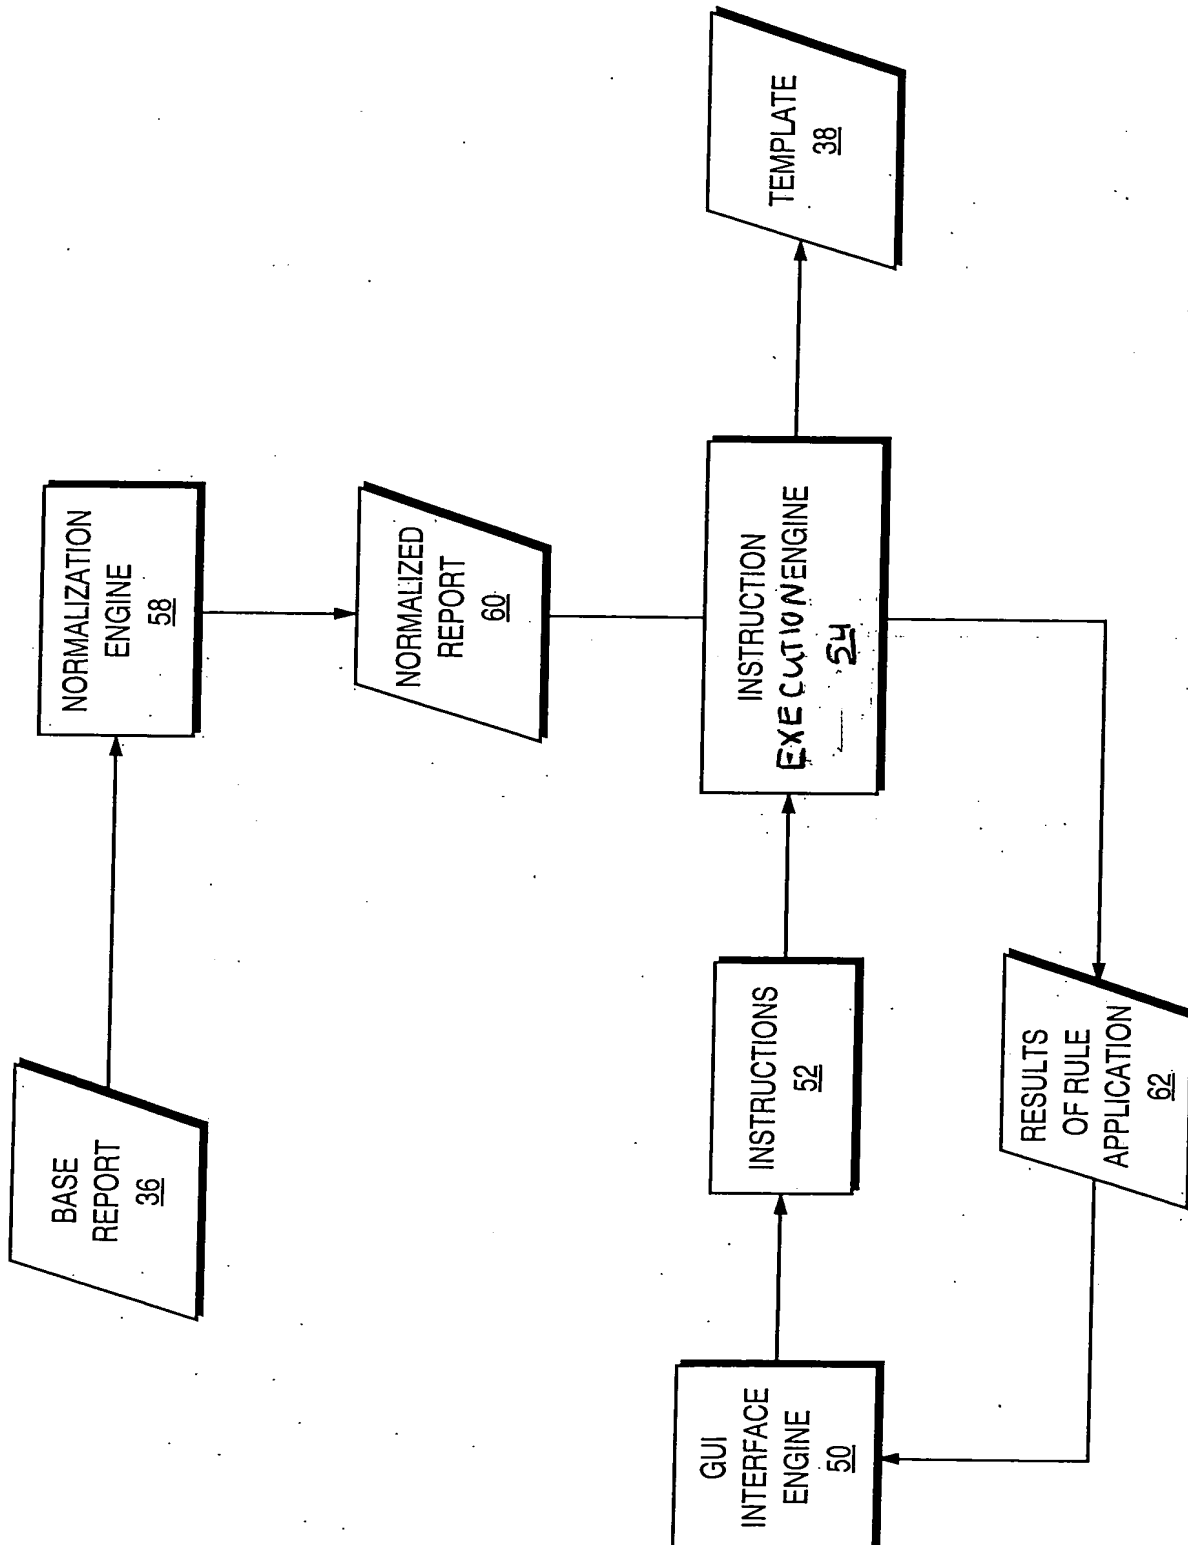 BASE
REPORT
36
NORMALIZATION
ENGINE
58
NORMALIZED
REPORT
60
GUI
INTERFACE
ENGINE
50
INSTRUCTIONS
52
INSTRUCTION
EXECUTION ENGINE
54
TEMPLATE
38
RESULTS
OF RULE
APPLICATION
62